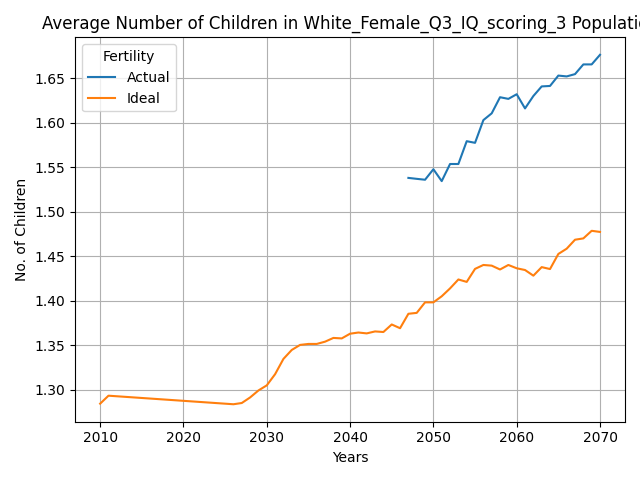 Average Number of Children in White_Female_Q3_IQ_scoring_3 Populatio
Fertility
Actual
Ideal
1.65
1.60
1.55
1.50
1.45
1.40
1.35
1.30
No. of Children
2010 2020 2030 2040 2050 2060 2070
Years